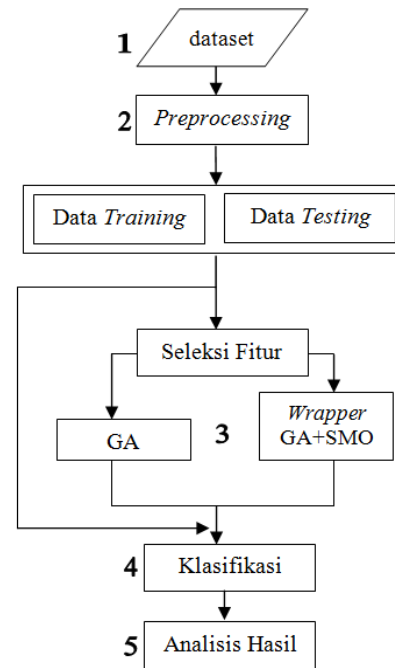 1 dataset
2 Preprocessing
Data Training Data Testing
Seleksi Fitur
GA
3
Wrapper
GA+SMO
4 Klasifikasi
5 Analisis Hasil